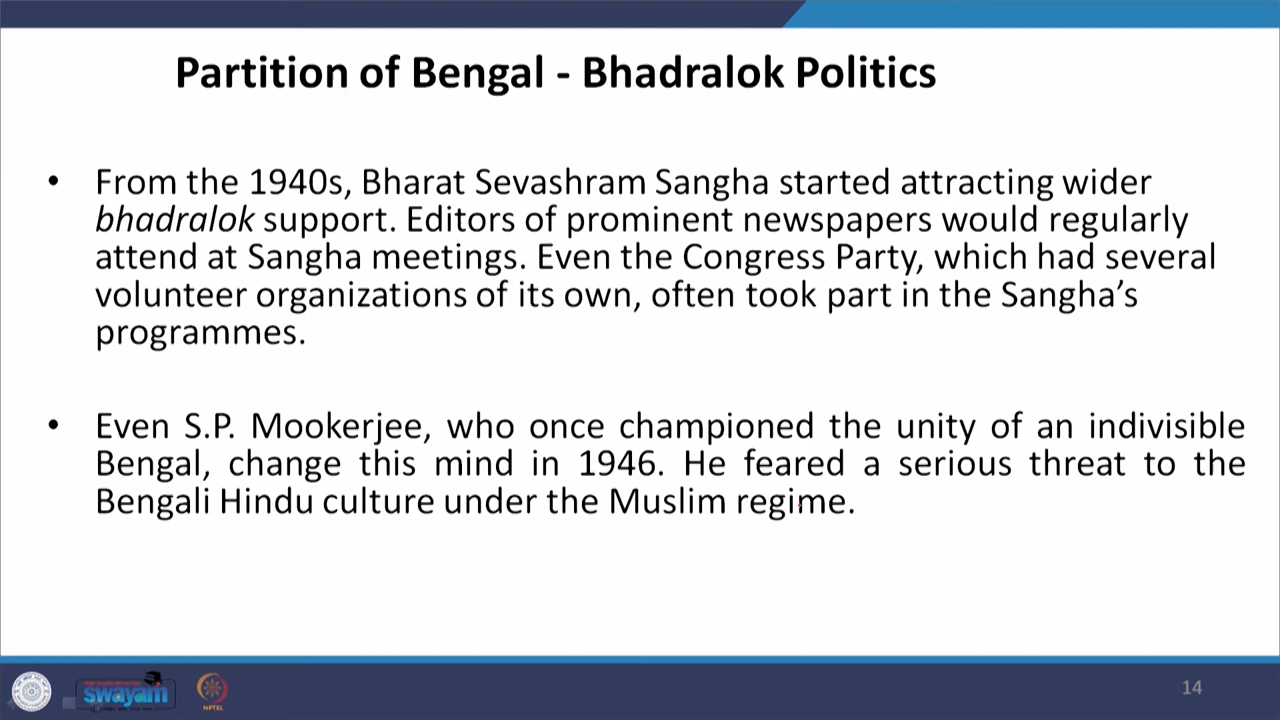 Partition of Bengal - Bhadralok Politics
• From the 1940s, Bharat Sevashram Sangha started attracting wider
bhadralok support. Editors of prominent newspapers would regularly
attend at Sangha meetings. Even the Congress Party, which had several
volunteer organizations of its own, often took part in the Sangha’s
programmes.
• Even S.P. Mookerjee, who once championed the unity of an indivisible
Bengal, change this mind in 1946. He feared a serious threat to the
Bengali Hindu culture under the Muslim regime.
swayam
NPTEL
14